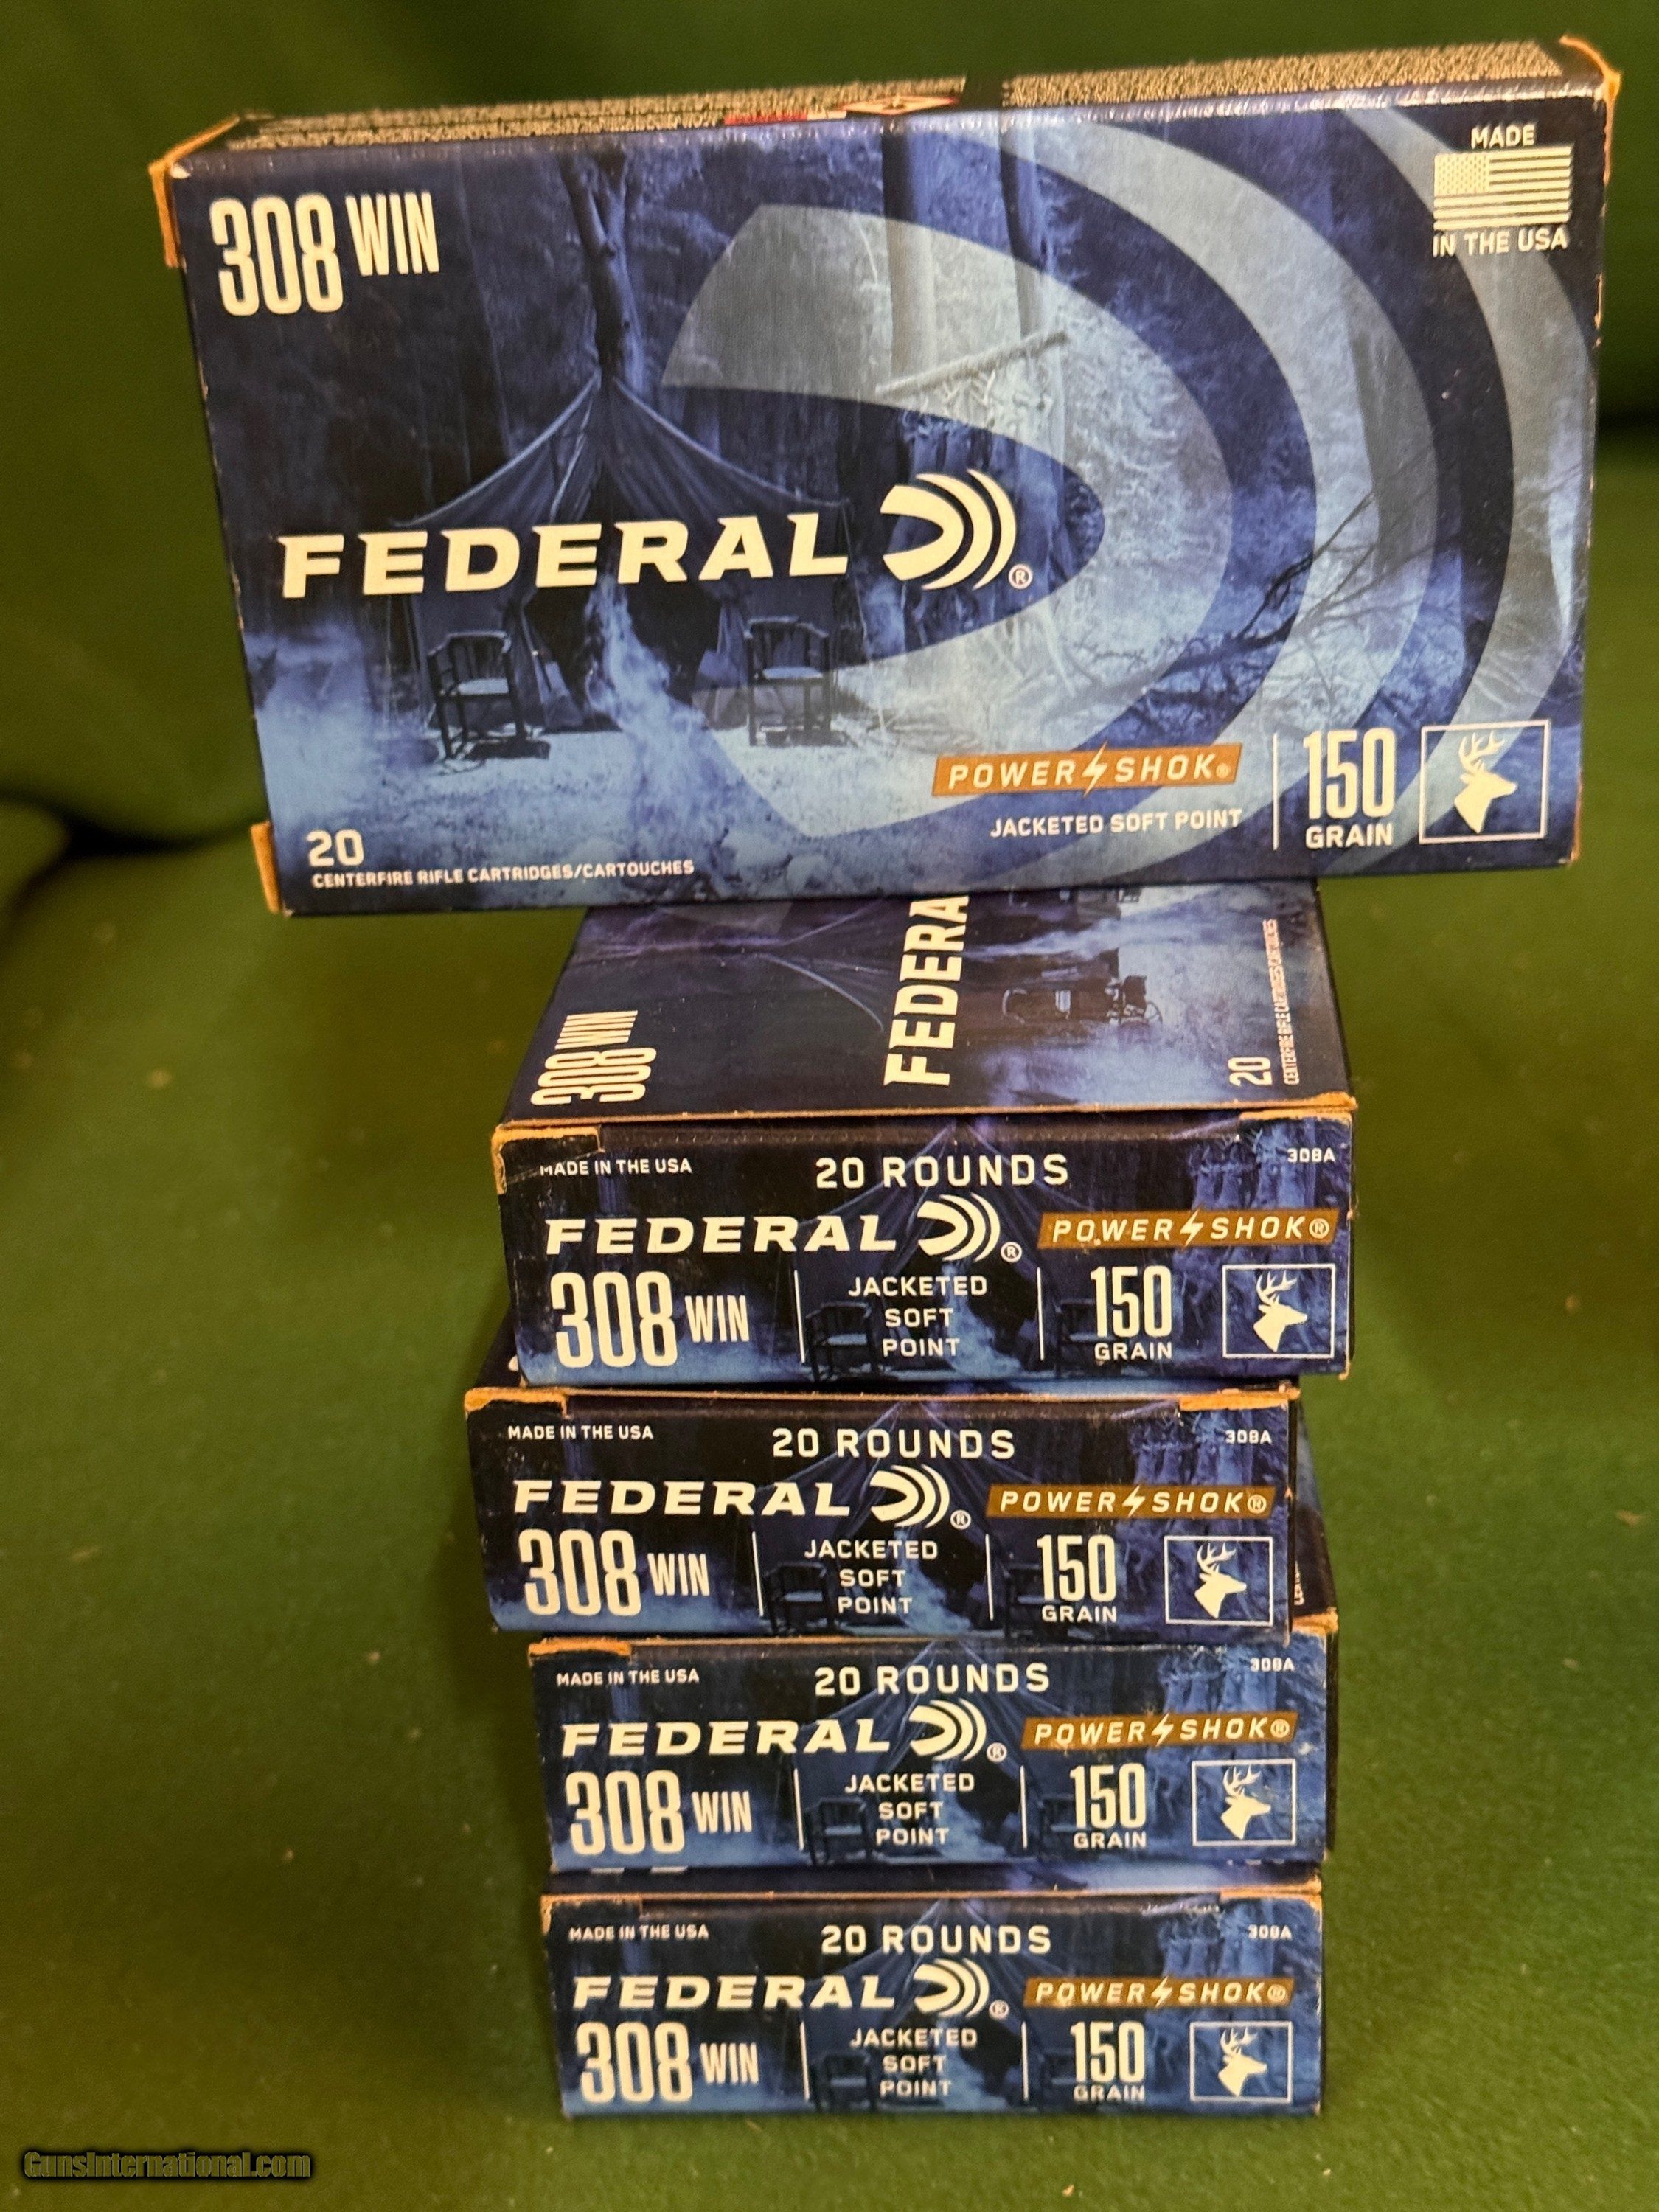 308 WIN
MADE
IN THE USA
FEDERAL ®
POWER SHOK®
JACKETED SOFT POINT
150
GRAIN
20
CENTERFIRE RIFLE CARTRIDGES/CARTOUCHES
308 WIN
FEDERA
20
CENTERFIRE RIFLE CARTRIDGES/CARTOUCHES
MADE IN THE USA
20 ROUNDS
308A
FEDERAL ®
POWER SHOK®
308 WIN
JACKETED
SOFT
POINT
150
GRAIN
MADE IN THE USA
20 ROUNDS
308A
FEDERAL ®
POWER SHOK®
308 WIN
JACKETED
SOFT
POINT
150
GRAIN
MADE IN THE USA
20 ROUNDS
308A
FEDERAL ®
POWER SHOK®
308 WIN
JACKETED
SOFT
POINT
150
GRAIN
MADE IN THE USA
20 ROUNDS
308A
FEDERAL ®
POWER SHOK®
308 WIN
JACKETED
SOFT
POINT
150
GRAIN
GunsInternational.com